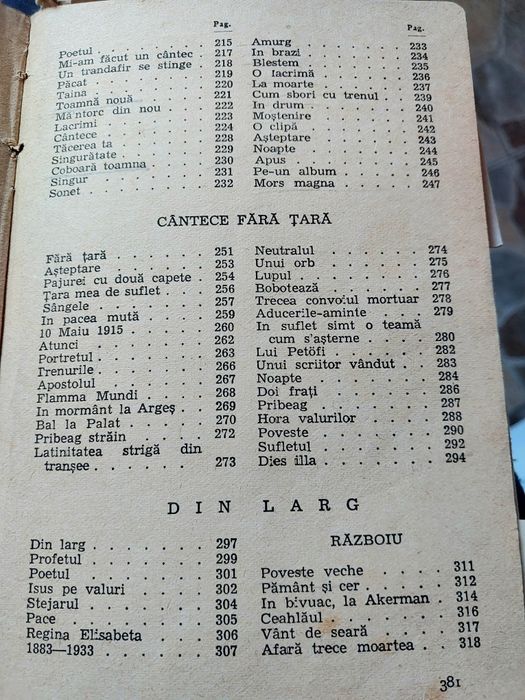 Pag.
Poetul . . . . . . 215
Mi-am făcut un cântec . 217
Un trandafir se stinge . 218
Păcat . . . . . . 219
Taina . . . . . . 220
Toamnă nouă . . . . 221
Mă'ntorc din nou . . . 222
Lacrimi . . . . . . 223
Cântece . . . . . . 224
Tăcerea ta . . . . . 228
Singurătate . . . . . 229
Coboară toamna . . . 230
Singur . . . . . . 231
Sonet . . . . . . 232
Pag.
Amurg . . . . . . 233
In brazi . . . . . . 234
Blestem . . . . . . 235
O lacrimă . . . . . 236
La moarte . . . . . 237
Cum sbori cu trenul . . 239
In drum . . . . . . 240
Moștenire . . . . . 241
O clipă . . . . . . 242
Așteptare . . . . . 243
Noapte . . . . . . 244
Apus . . . . . . 245
Pe-un album . . . . 246
Mors magna . . . . 247
CÂNTECE FĂRĂ ȚARĂ
Fără țară . . . . . 251
Așteptare . . . . . 253
Pajurei cu două capete . 254
Țara mea de suflet . . . 256
Sângele . . . . . . 257
In pacea mută . . . . 259
10 Maiu 1915 . . . . 260
Atunci . . . . . . 262
Portretul . . . . . 263
Trenurile . . . . . 266
Apostolul . . . . . 267
Flamma Mundi . . . . 268
In mormânt la Argeș . . 269
Bal la Palat . . . . . 270
Pribeag străin . . . . 272
Latinitatea strigă din
tranșee . . . . . 273
Neutralul . . . . . 274
Unui orb . . . . . 275
Lupul . . . . . . 276
Bobotează . . . . . 277
Trecea convoiul mortuar 278
Aducerile-aminte . . . 279
In suflet simt o teamă
cum s'așterne . . . 280
Lui Petöfi . . . . . 282
Unui scriitor vândut . . 283
Noapte . . . . . . 284
Doi frați . . . . . 286
Pribeag . . . . . . 287
Hora valurilor . . . . 288
Poveste . . . . . . 290
Sufletul . . . . . . 292
Dies illa . . . . . . 294
DIN LARG
Din larg . . . . . . 297
Profetul . . . . . . 299
Poetul . . . . . . 301
Isus pe valuri . . . . 302
Stejarul . . . . . . 304
Pace . . . . . . 305
Regina Elisabeta . . . 306
1883—1933 . . . . . 307
RĂZBOIU
Poveste veche . . . . 311
Pământ și cer . . . . 312
In bivuac, la Akerman . 314
Ceahlăul . . . . . 316
Vânt de seară . . . . 317
Afară trece moartea . . 318
381